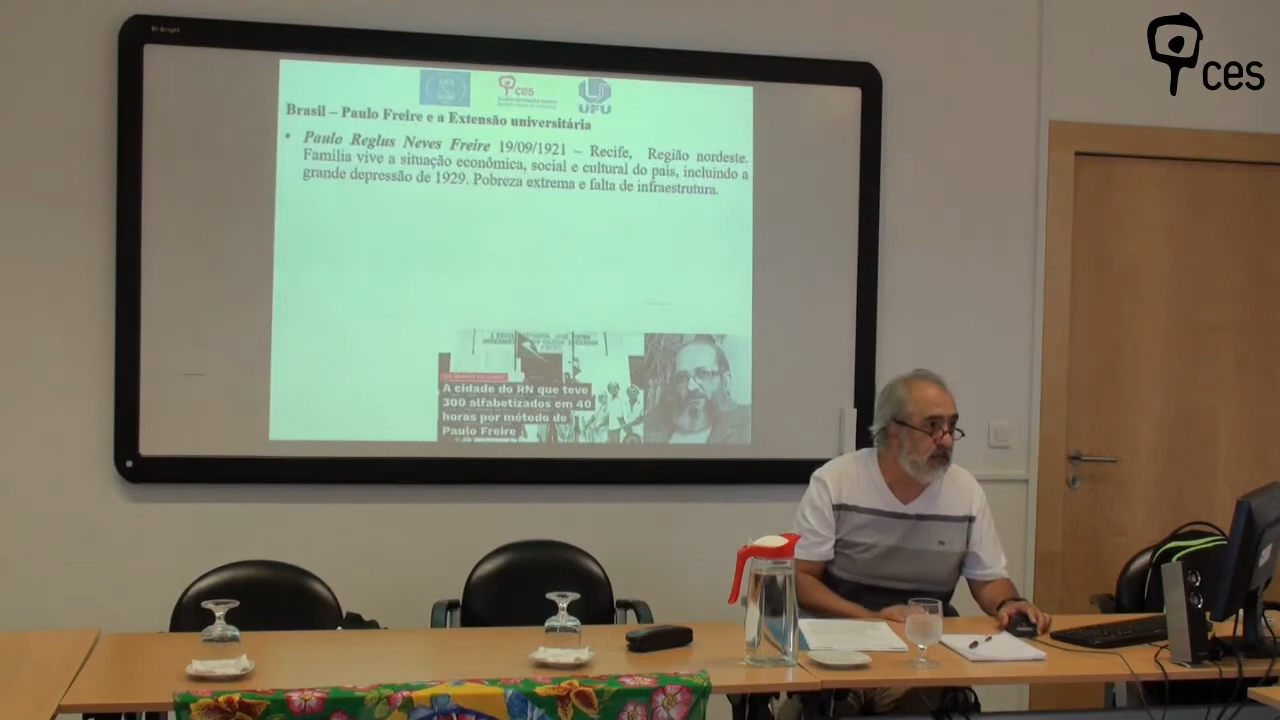 ces
ces
UFU
Brasil – Paulo Freire e a Extensão universitária
• Paulo Reglus Neves Freire 19/09/1921 – Recife, Região nordeste.
Família vive a situação econômica, social e cultural do país, incluindo a
grande depressão de 1929. Pobreza extrema e falta de infraestrutura.
A cidade do RN que teve
300 alfabetizados em 40
horas por método de
Paulo Freire